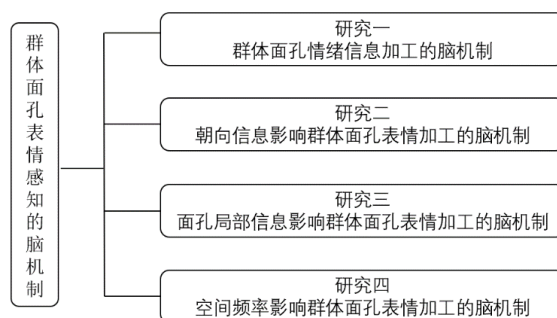 群体面孔表情感知的脑机制
研究一
群体面孔情绪信息加工的脑机制
研究二
朝向信息影响群体面孔表情加工的脑机制
研究三
面孔局部信息影响群体面孔表情加工的脑机制
研究四
空间频率影响群体面孔表情加工的脑机制